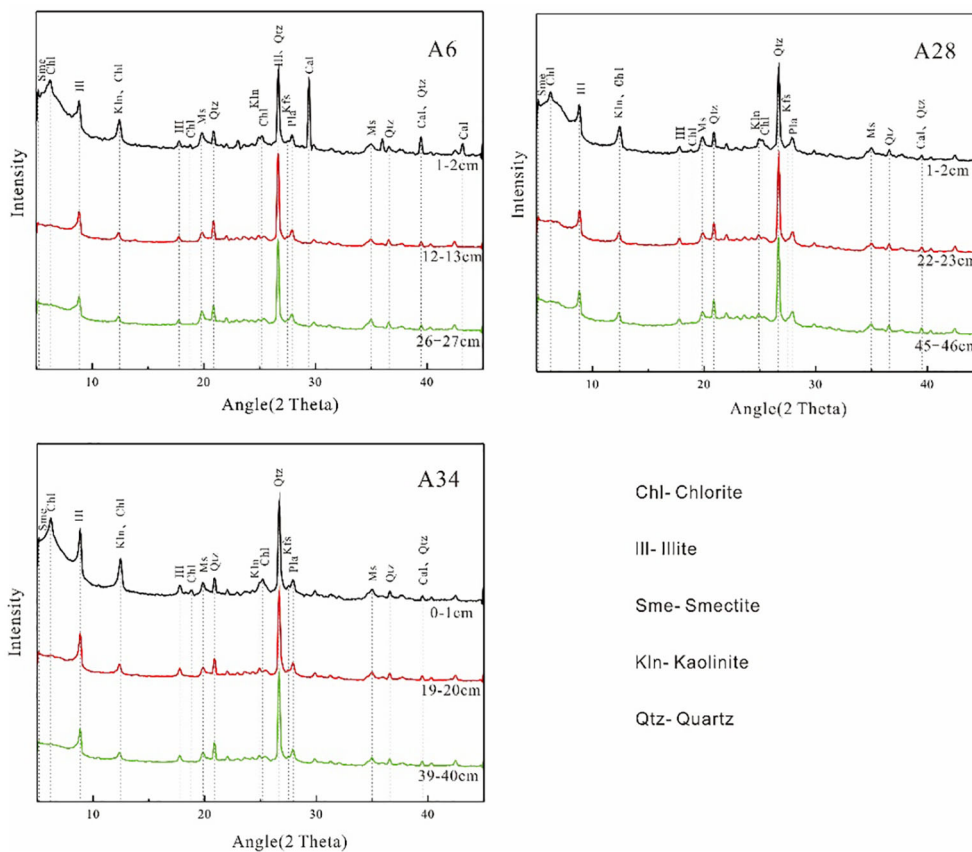 A6
Sme
Chl
Ill
Kln、Chl
Ill
Chl
Ms
Qtz
Kln
Chl
Ill、Qtz
Kfs
Pla
Cal
Ms
Qtz
Cal、Qtz
Cal
1-2cm
12-13cm
26-27cm
Intensity
10
20
30
40
Angle(2 Theta)
A28
Sme
Chl
Ill
Kln、Chl
Ill
Chl
Ms
Qtz
Kln
Chl
Qtz
Kfs
Pla
Ms
Qtz
Cal、Qtz
1-2cm
22-23cm
45-46cm
Intensity
10
20
30
40
Angle(2 Theta)
A34
Sme
Chl
Ill
Kln、Chl
Ill
Chl
Ms
Qtz
Kln
Chl
Qtz
Kfs
Pla
Ms
Qtz
Cal、Qtz
0-1cm
19-20cm
39-40cm
Intensity
10
20
30
40
Angle(2 Theta)
Chl- Chlorite
Ill- Illite
Sme- Smectite
Kln- Kaolinite
Qtz- Quartz